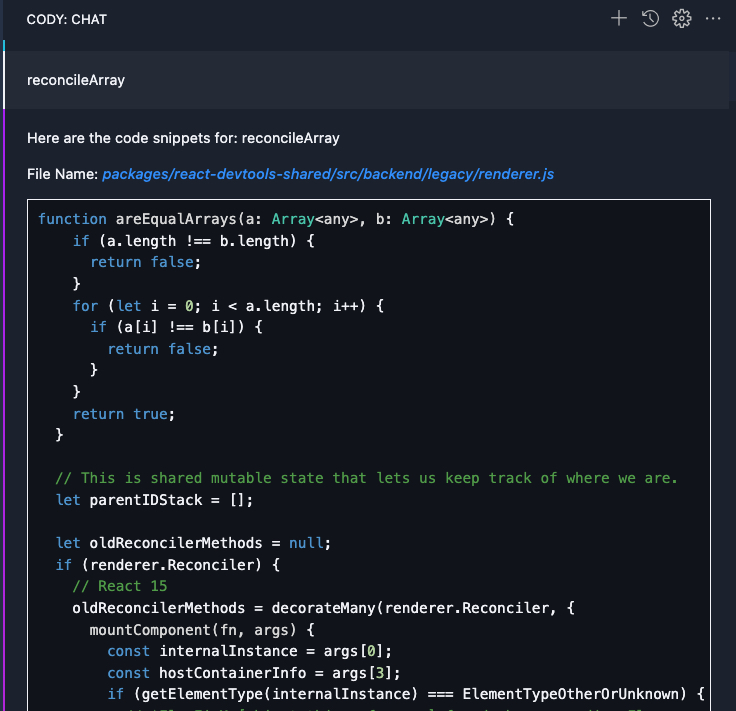 CODY: CHAT
reconcileArray
Here are the code snippets for: reconcileArray
File Name: packages/react-devtools-shared/src/backend/legacy/renderer.js
function areEqualArrays(a: Array<any>, b: Array<any>) {
    if (a.length !== b.length) {
      return false;
    }
    for (let i = 0; i < a.length; i++) {
      if (a[i] !== b[i]) {
        return false;
      }
    }
    return true;
  }

  // This is shared mutable state that lets us keep track of where we are.
  let parentIDStack = [];

  let oldReconcilerMethods = null;
  if (renderer.Reconciler) {
    // React 15
    oldReconcilerMethods = decorateMany(renderer.Reconciler, {
      mountComponent(fn, args) {
        const internalInstance = args[0];
        const hostContainerInfo = args[3];
        if (getElementType(internalInstance) === ElementTypeOtherOrUnknown) {